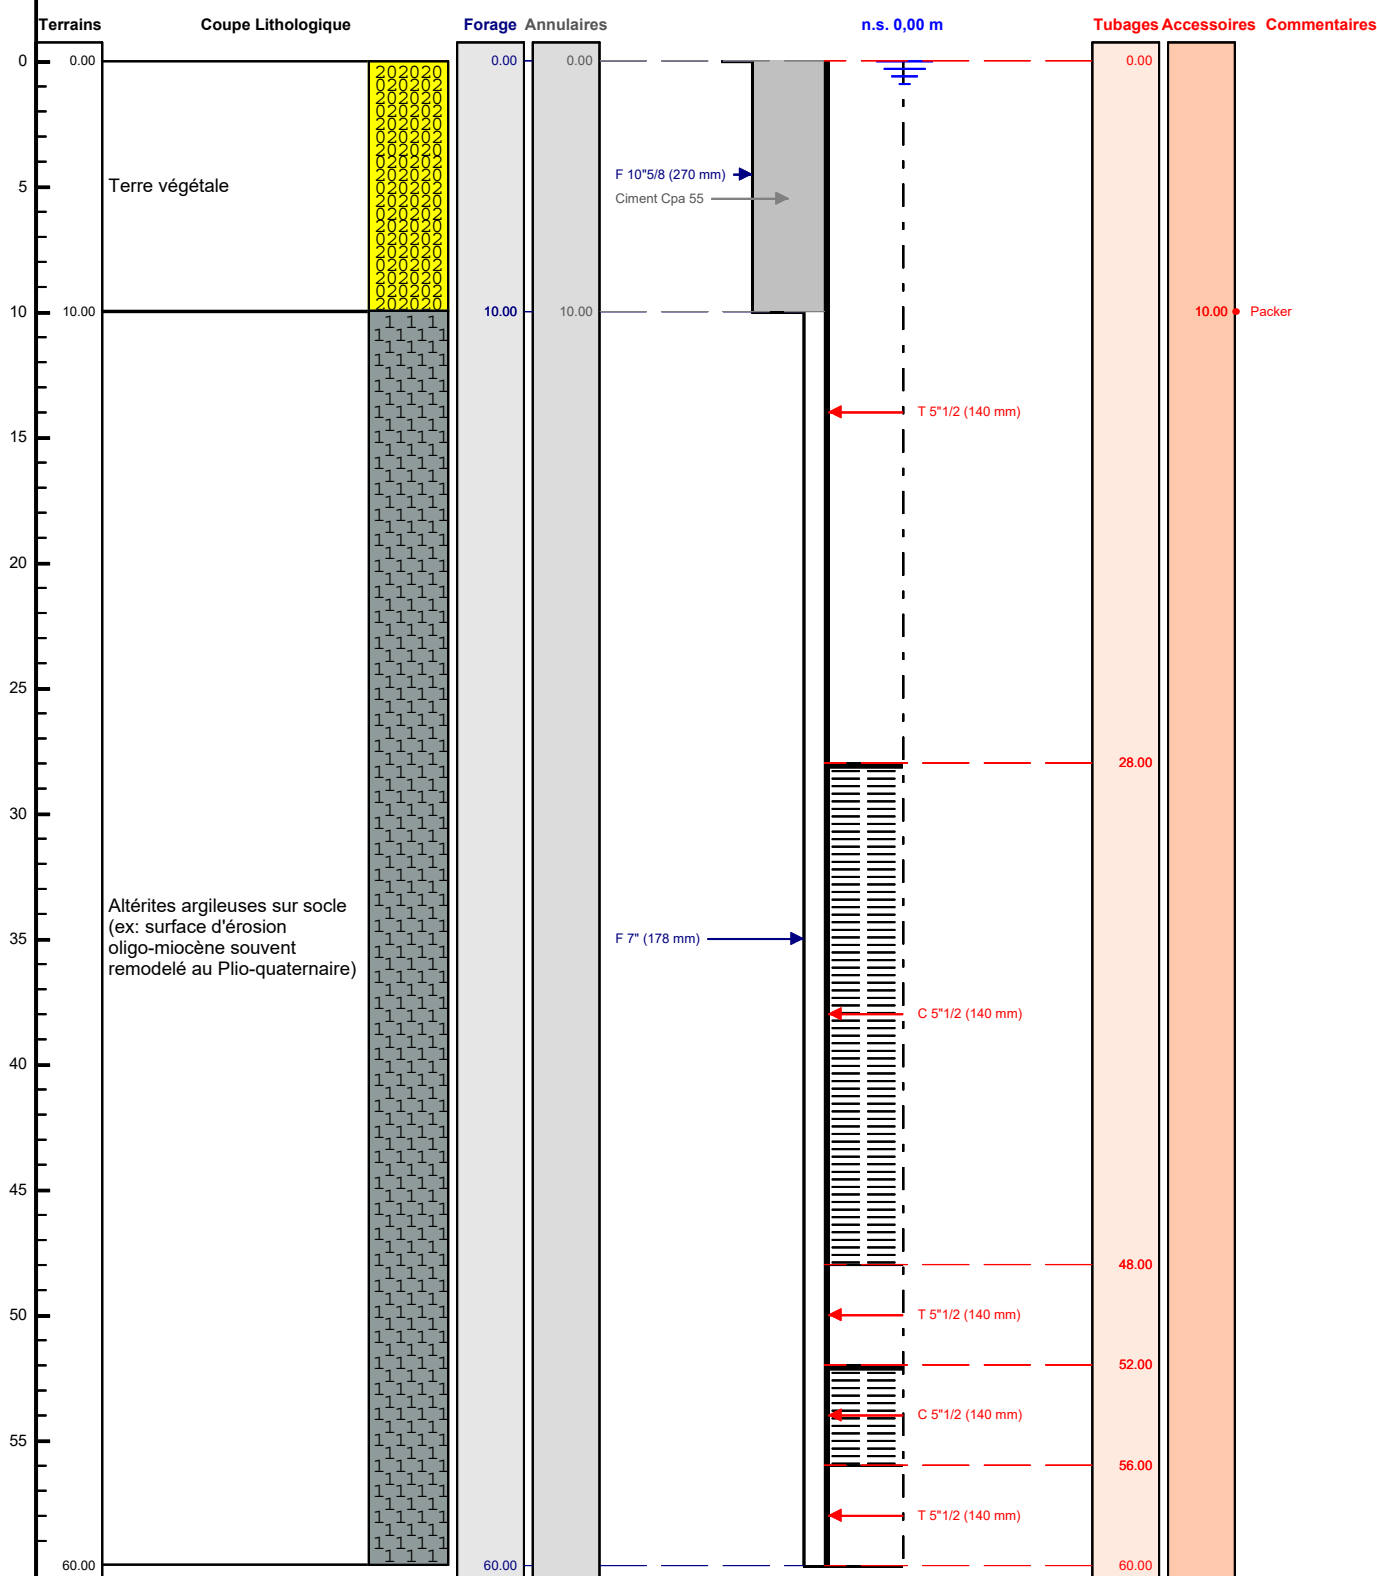 Terrains Coupe Lithologique Forage Annulaires n.s. 0,00 m Tubages Accessoires Commentaires
0 0.00 0.00 0.00 0.00
F 10"5/8 (270 mm)
5 Terre végétale
Ciment Cpa 55
10 10.00 10.00 10.00 10.00 Packer
T 5"1/2 (140 mm)
15
20
25
28.00
30
Altérites argileuses sur socle
(ex: surface d'érosion
oligo-miocène souvent
remodelé au Plio-quaternaire)
35 F 7" (178 mm)
C 5"1/2 (140 mm)
40
45
48.00
50 T 5"1/2 (140 mm)
52.00
C 5"1/2 (140 mm)
55
56.00
T 5"1/2 (140 mm)
60.00 60.00 60.00